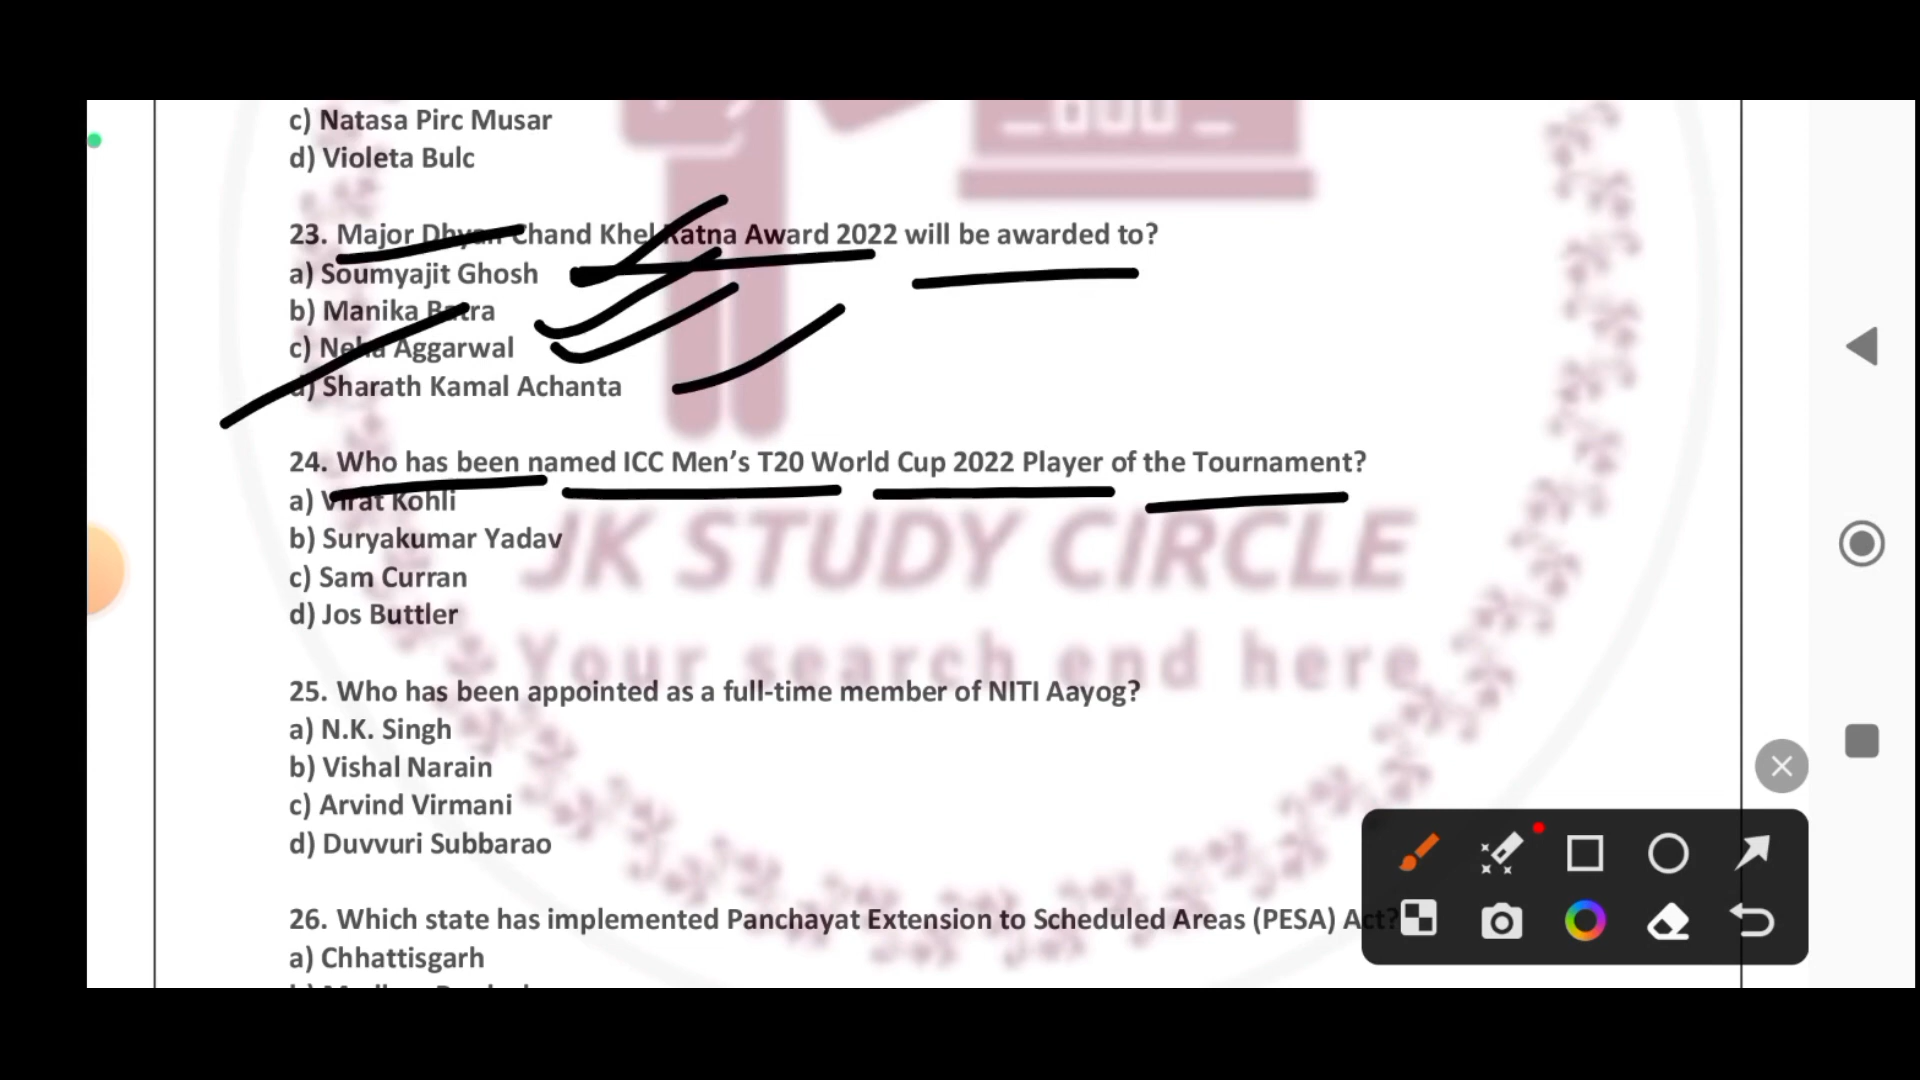 c) Natasa Pirc Musar
d) Violeta Bulc
23. Major Dhyan Chand Khel Ratna Award 2022 will be awarded to?
a) Soumyajit Ghosh
b) Manika Batra
c) Neha Aggarwal
d) Sharath Kamal Achanta
24. Who has been named ICC Men's T20 World Cup 2022 Player of the Tournament?
a) Virat Kohli
b) Suryakumar Yadav
c) Sam Curran
d) Jos Buttler
JK STUDY CIRCLE
Your search end here
25. Who has been appointed as a full-time member of NITI Aayog?
a) N.K. Singh
b) Vishal Narain
c) Arvind Virmani
d) Duvvuri Subbarao
26. Which state has implemented Panchayat Extension to Scheduled Areas (PESA) Act?
a) Chhattisgarh